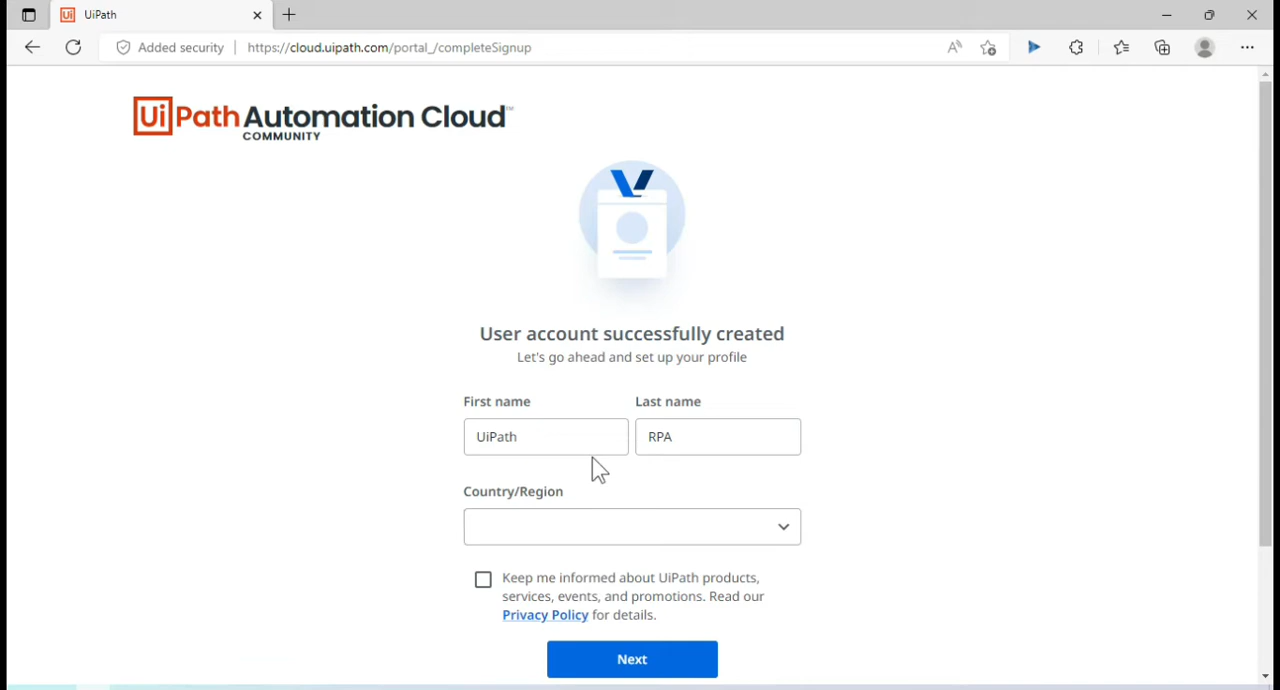 UiPath
Added security | https://cloud.uipath.com/portal_/completeSignup
UiPath Automation Cloud™
COMMUNITY
User account successfully created
Let's go ahead and set up your profile
First name Last name
UiPath RPA
Country/Region
Keep me informed about UiPath products,
services, events, and promotions. Read our
Privacy Policy for details.
Next